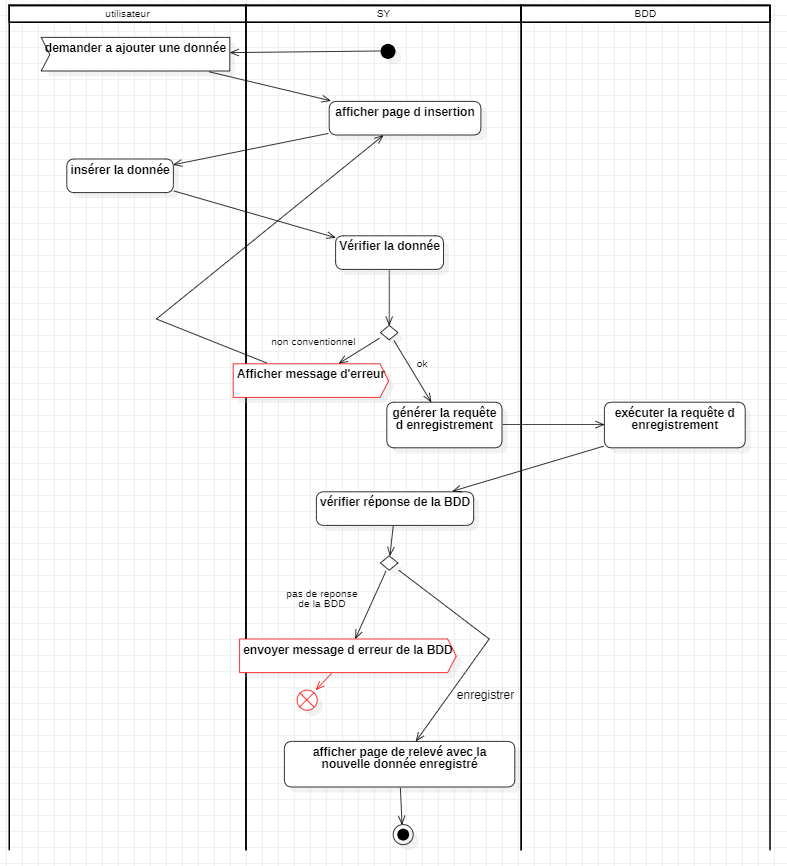 utilisateur
SY
BDD
demander a ajouter une donnée
afficher page d insertion
insérer la donnée
Vérifier la donnée
non conventionnel
ok
Afficher message d'erreur
générer la requête
d enregistrement
exécuter la requête d
enregistrement
vérifier réponse de la BDD
pas de reponse
de la BDD
envoyer message d erreur de la BDD
enregistrer
afficher page de relevé avec la
nouvelle donnée enregistré